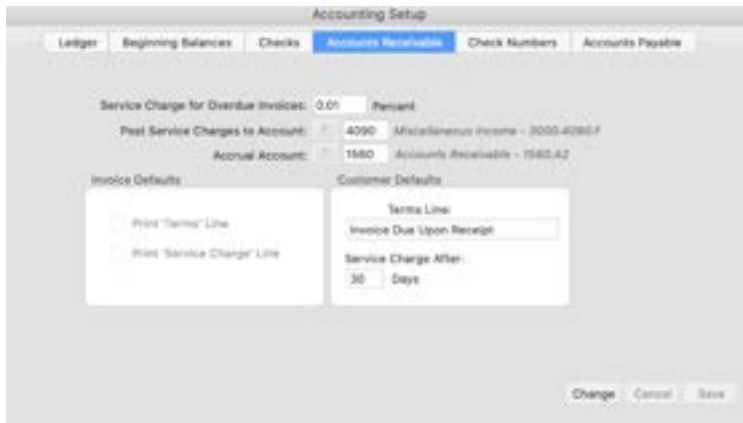 Accounting Setup
Ledger Beginning Balances Checks Accounts Receivable Check Numbers Accounts Payable
Service Charge for Overdue Invoices: 0.01 Percent
Post Service Charges to Account: 4090 Miscellaneous Income -
Accrual Account: 1560 Accounts Receivable - 1560.A2
Invoice Defaults Customer Defaults
Print 'Terms' Line
Print 'Service Charge' Line
Terms Line:
Invoice Due Upon Receipt
Service Charge After:
30 Days
Change Cancel Save